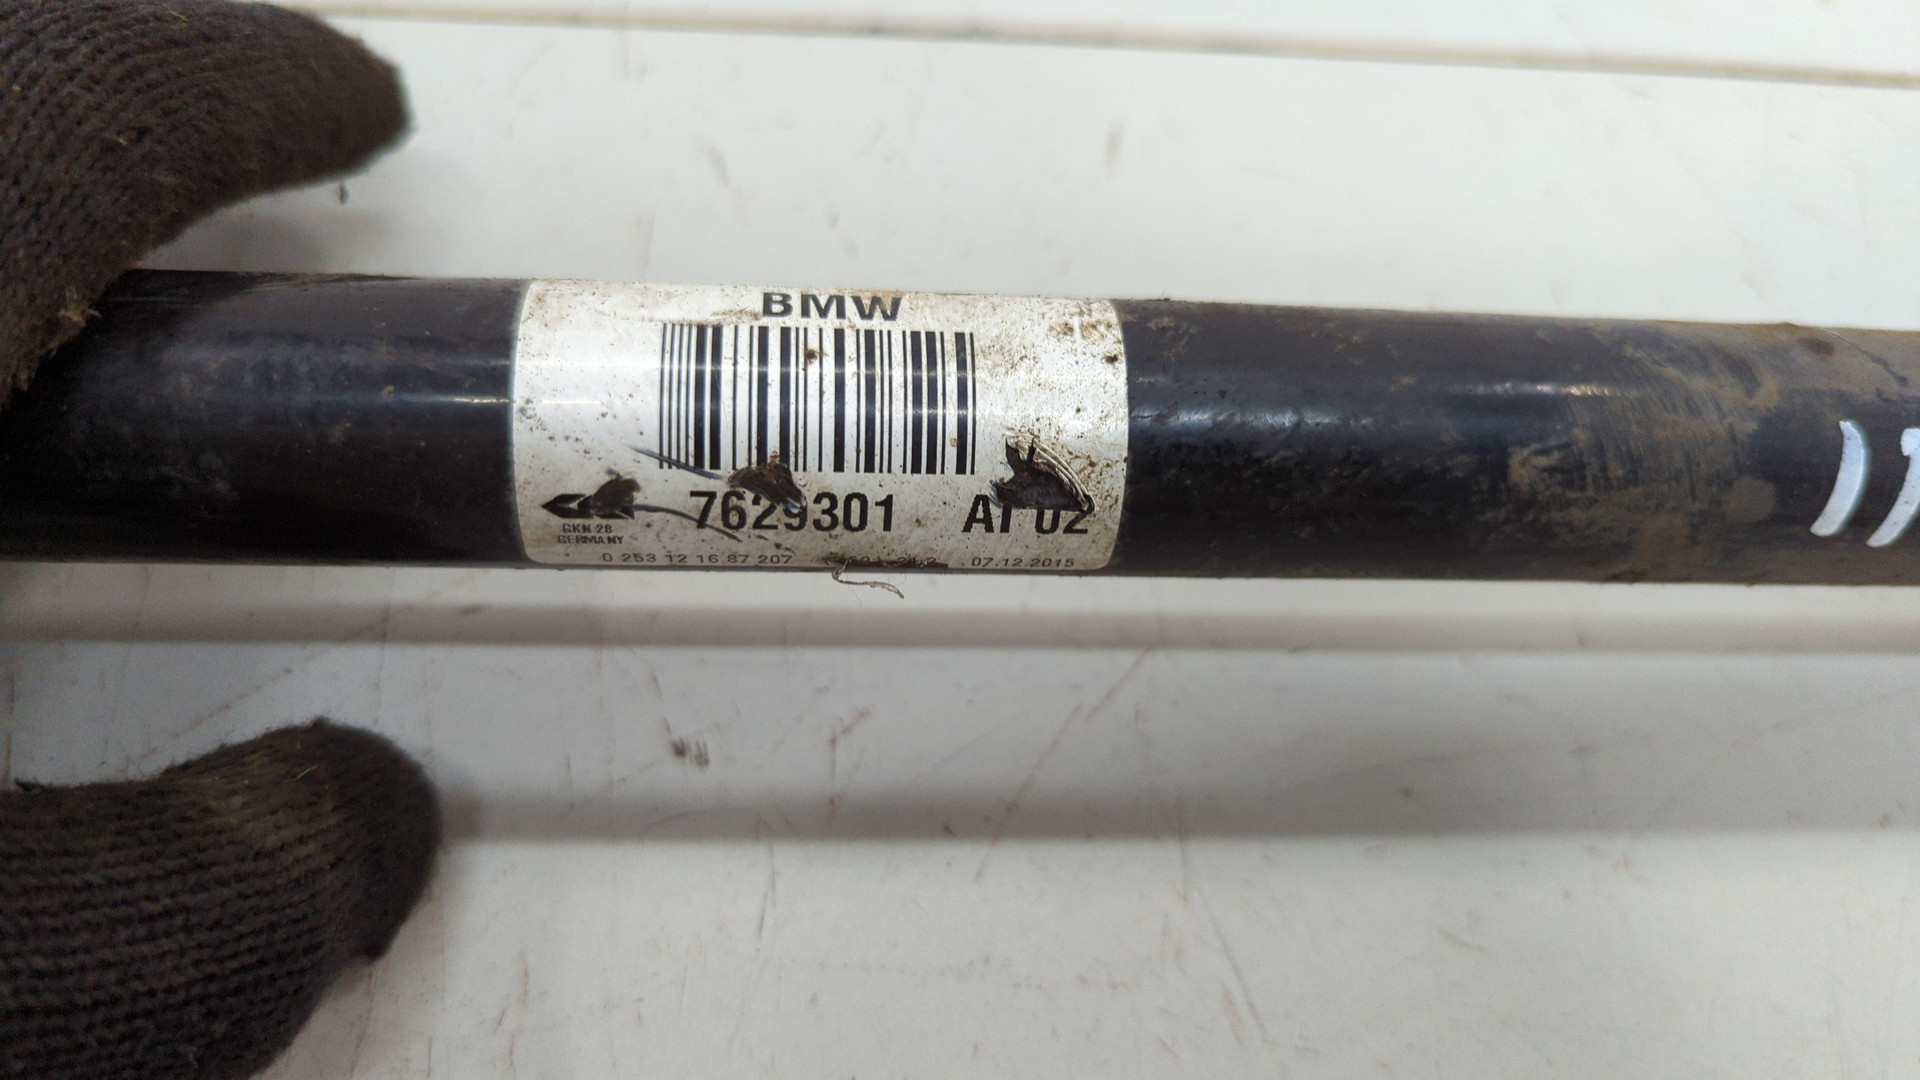 BMW
7629301 AI 02
GKN 28
GERMANY
0 253 12 16 87 207 07.12.2015